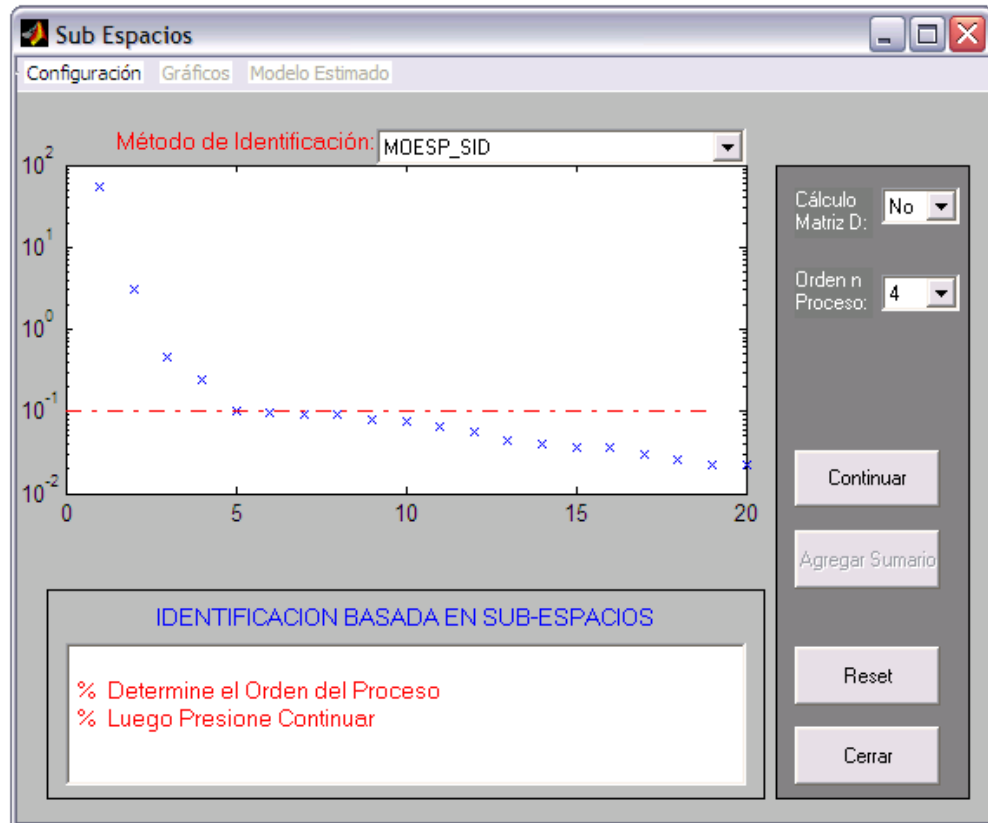 Sub Espacios
Configuración Gráficos Modelo Estimado
Método de Identificación: MOESP_SID
10^2
10^1
10^0
10^-1
10^-2
0 5 10 15 20
Cálculo
Matriz D:
No
Orden n
Proceso:
4
Continuar
Agregar Sumario
Reset
Cerrar
IDENTIFICACION BASADA EN SUB-ESPACIOS
% Determine el Orden del Proceso
% Luego Presione Continuar